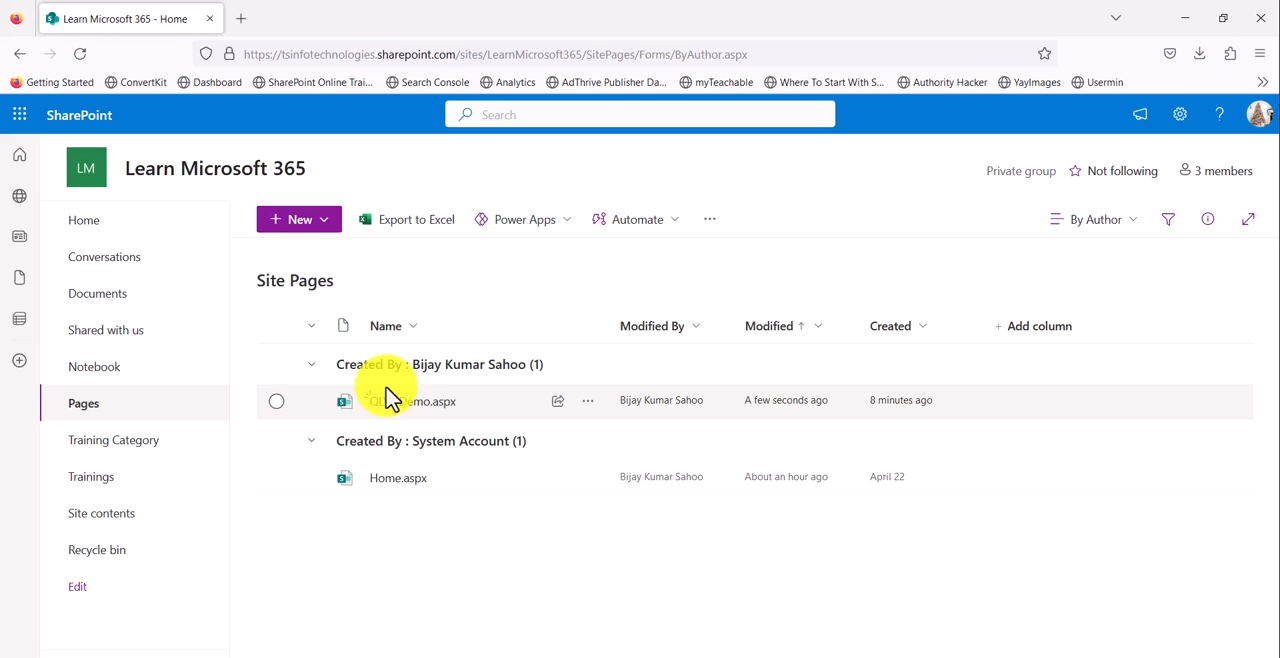 Learn Microsoft 365 - Home
https://tsinfotechnologies.sharepoint.com/sites/LearnMicrosoft365/SitePages/Forms/ByAuthor.aspx
Getting Started ConvertKit Dashboard SharePoint Online Trai... Search Console Analytics AdThrive Publisher Da... myTeachable Where To Start With S... Authority Hacker YayImages Usermin
SharePoint Search
LM Learn Microsoft 365 Private group Not following 3 members
Home
Conversations
Documents
Shared with us
Notebook
Pages
Training Category
Trainings
Site contents
Recycle bin
Edit
+ New Export to Excel Power Apps Automate ... By Author
Site Pages
Name Modified By Modified ↑ Created + Add column
Created By : Bijay Kumar Sahoo (1)
Demo.aspx Bijay Kumar Sahoo A few seconds ago 8 minutes ago
Created By : System Account (1)
Home.aspx Bijay Kumar Sahoo About an hour ago April 22